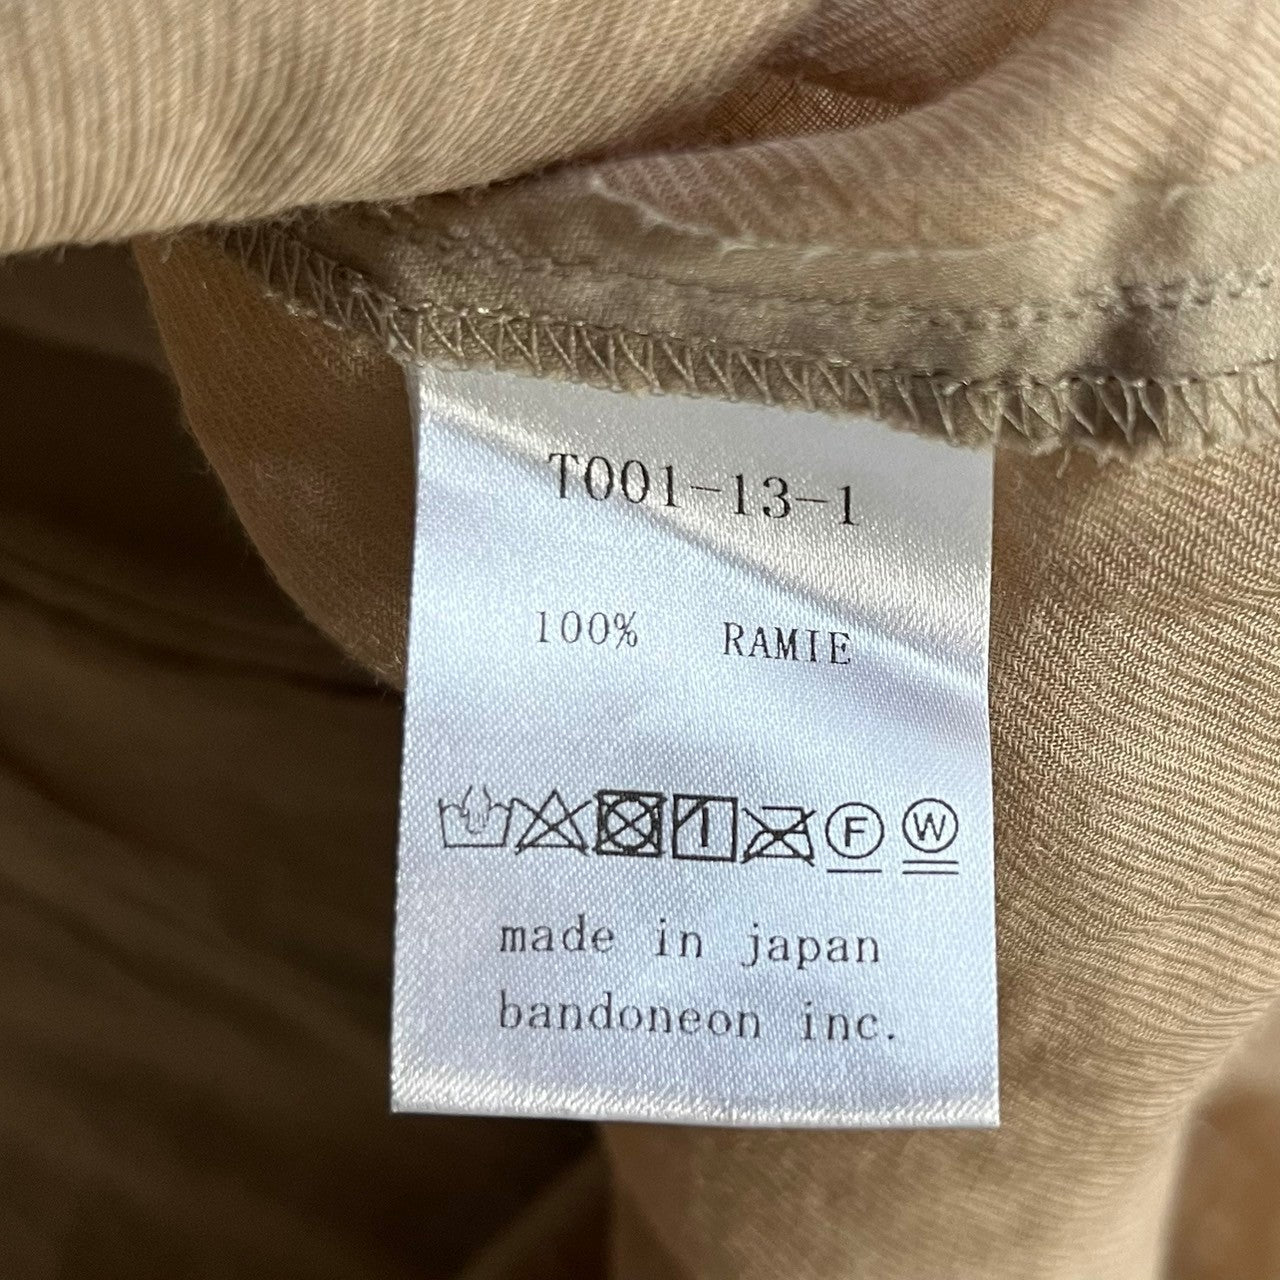 T001-13-1
100% RAMIE
F W
made in japan
bandoneon inc.